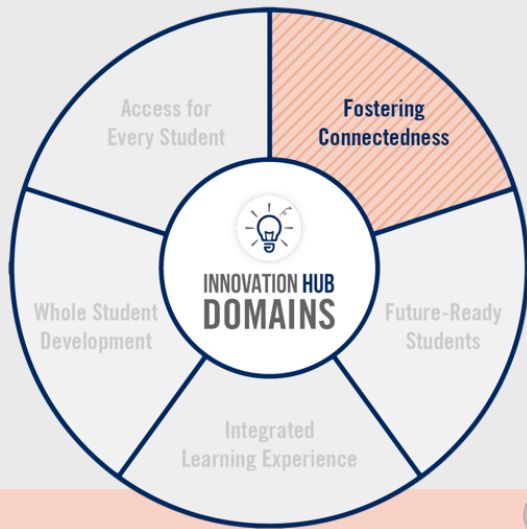 Access for
Every Student
Fostering
Connectedness
INNOVATION HUB
DOMAINS
Whole Student
Development
Future-Ready
Students
Integrated
Learning Experience